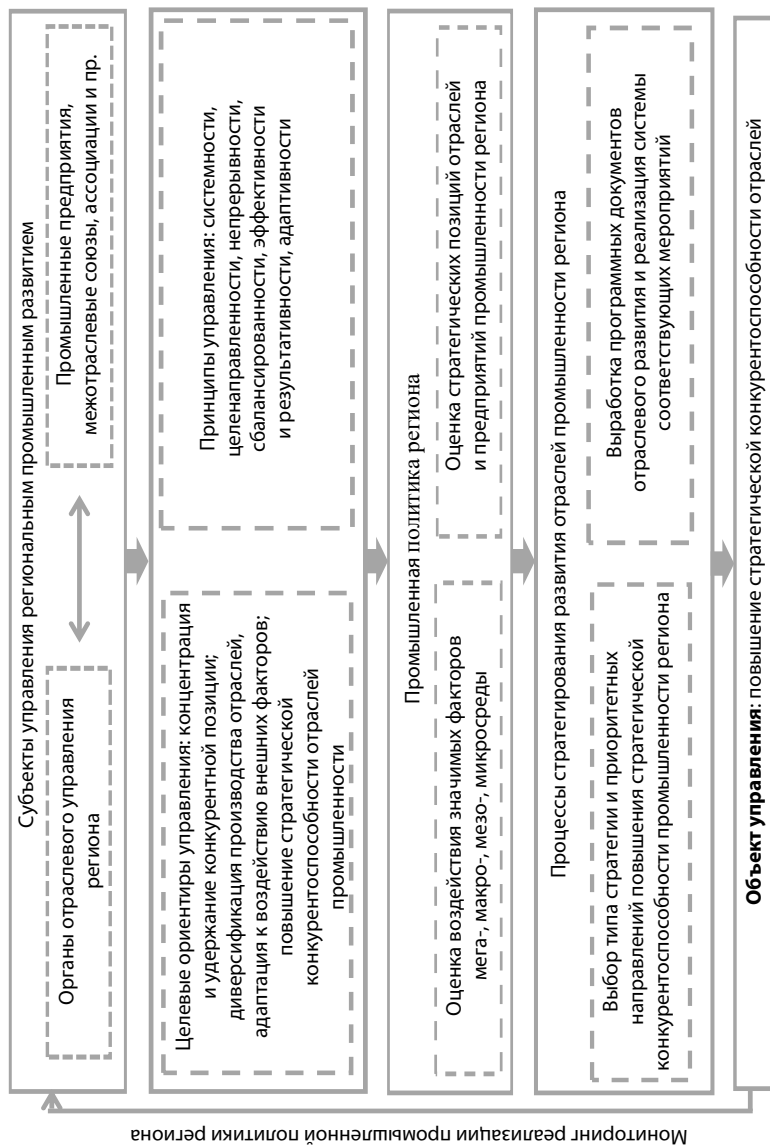 Субъекты управления региональным промышленным развитием
Органы отраслевого управления
региона
Промышленные предприятия,
межотраслевые союзы, ассоциации и пр.
Целевые ориентиры управления: концентрация
и удержание конкурентной позиции;
диверсификация производства отраслей,
адаптация к воздействию внешних факторов;
повышение стратегической
конкурентоспособности отраслей
промышленности
Принципы управления: системности,
целенаправленности, непрерывности,
сбалансированности, эффективности
и результативности, адаптивности
Промышленная политика региона
Оценка воздействия значимых факторов
мега-, макро-, мезо-, микросреды
Оценка стратегических позиций отраслей
и предприятий промышленности региона
Процессы стратегирования развития отраслей промышленности региона
Выбор типа стратегии и приоритетных
направлений повышения стратегической
конкурентоспособности промышленности региона
Выработка программных документов
отраслевого развития и реализация системы
соответствующих мероприятий
Объект управления: повышение стратегической конкурентоспособности отраслей
Мониторинг реализации промышленной политики региона